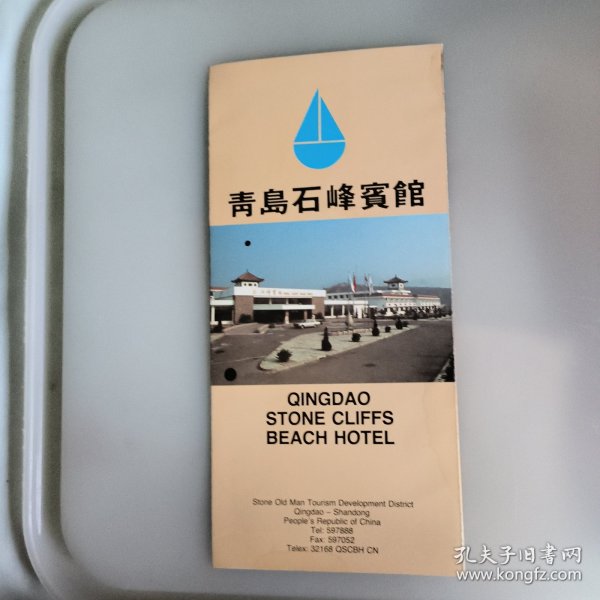 青島石峰賓館
QINGDAO
STONE CLIFFS
BEACH HOTEL
Stone Old Man Tourism Development District
Qingdao – Shandong
People's Republic of China
Tel: 597888
Fax: 597052
Telex: 32168 QSCBH CN
孔夫子旧书网
www.kongfz.com